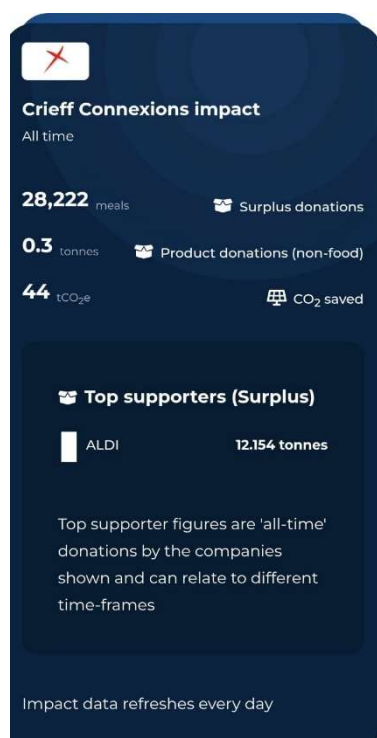 Crieff Connexions impact
All time
28,222 meals Surplus donations
0.3 tonnes Product donations (non-food)
44 tCO₂e CO₂ saved
Top supporters (Surplus)
ALDI 12.154 tonnes
Top supporter figures are 'all-time'
donations by the companies
shown and can relate to different
time-frames
Impact data refreshes every day